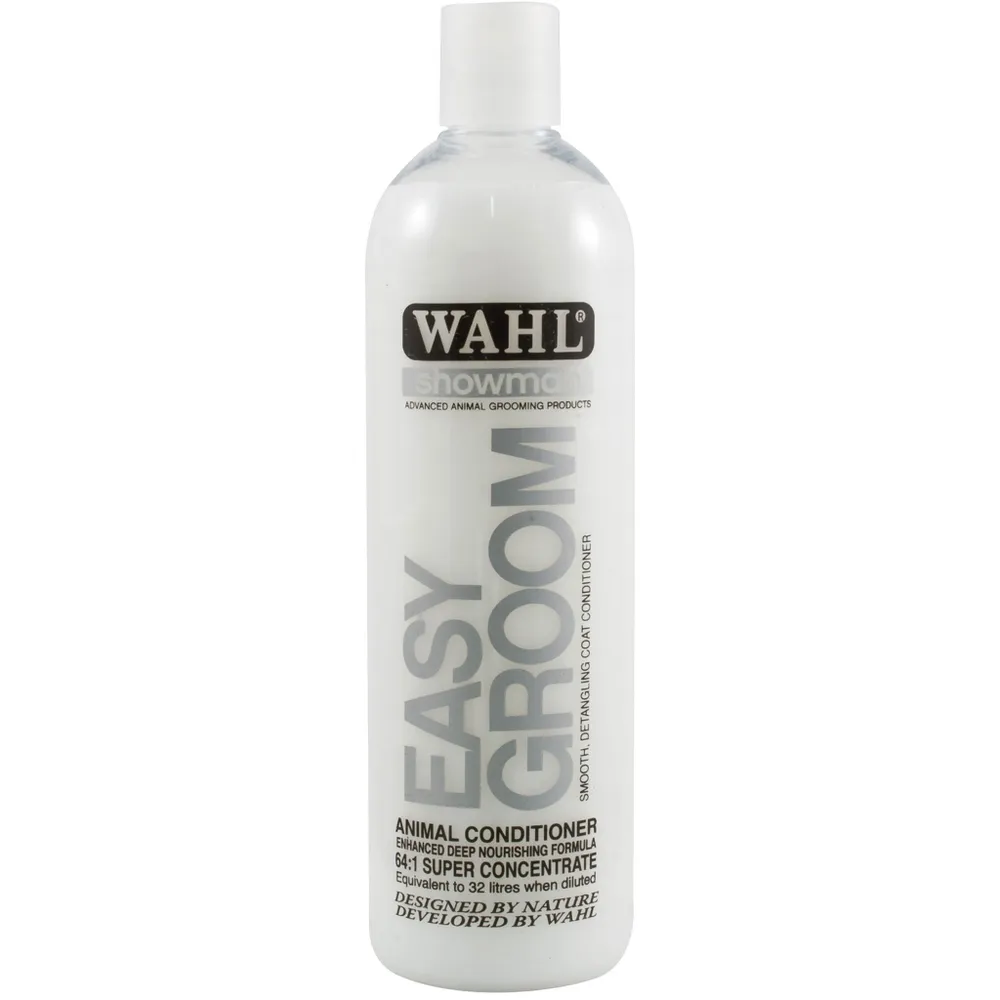 WAHL®
showman
ADVANCED ANIMAL GROOMING PRODUCTS
EASY
GROOM
SMOOTH, DETANGLING COAT CONDITIONER
ANIMAL CONDITIONER
ENHANCED DEEP NOURISHING FORMULA
64:1 SUPER CONCENTRATE
Equivalent to 32 litres when diluted
DESIGNED BY NATURE
DEVELOPED BY WAHL